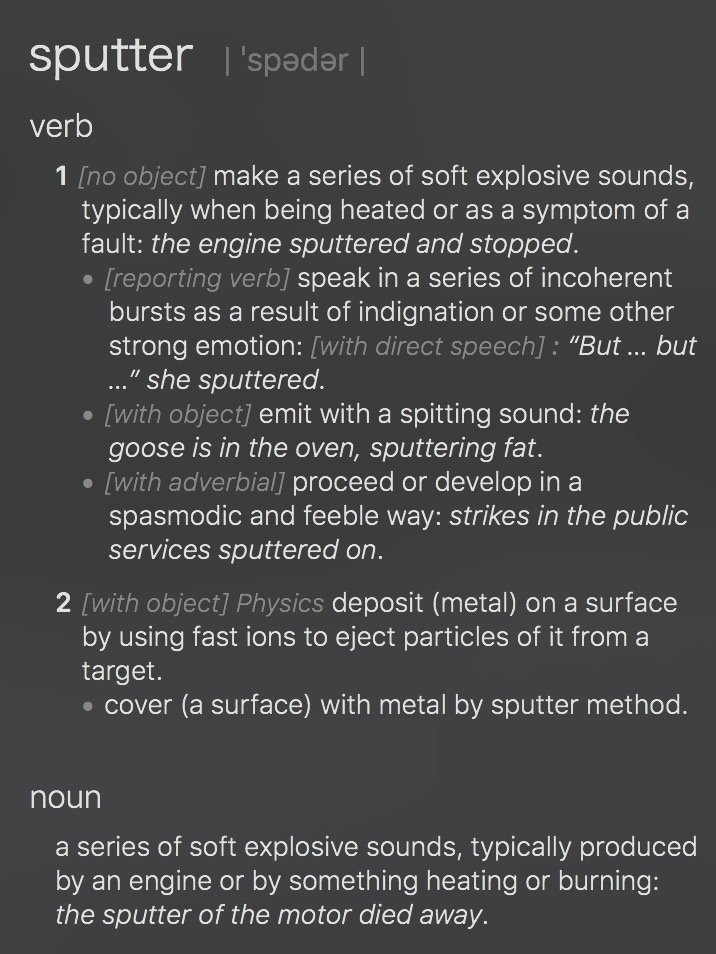 sputter | ˈspədər |
verb
1 [no object] make a series of soft explosive sounds,
typically when being heated or as a symptom of a
fault: the engine sputtered and stopped.
• [reporting verb] speak in a series of incoherent
bursts as a result of indignation or some other
strong emotion: [with direct speech] : “But ... but
...” she sputtered.
• [with object] emit with a spitting sound: the
goose is in the oven, sputtering fat.
• [with adverbial] proceed or develop in a
spasmodic and feeble way: strikes in the public
services sputtered on.
2 [with object] Physics deposit (metal) on a surface
by using fast ions to eject particles of it from a
target.
• cover (a surface) with metal by sputter method.
noun
a series of soft explosive sounds, typically produced
by an engine or by something heating or burning:
the sputter of the motor died away.